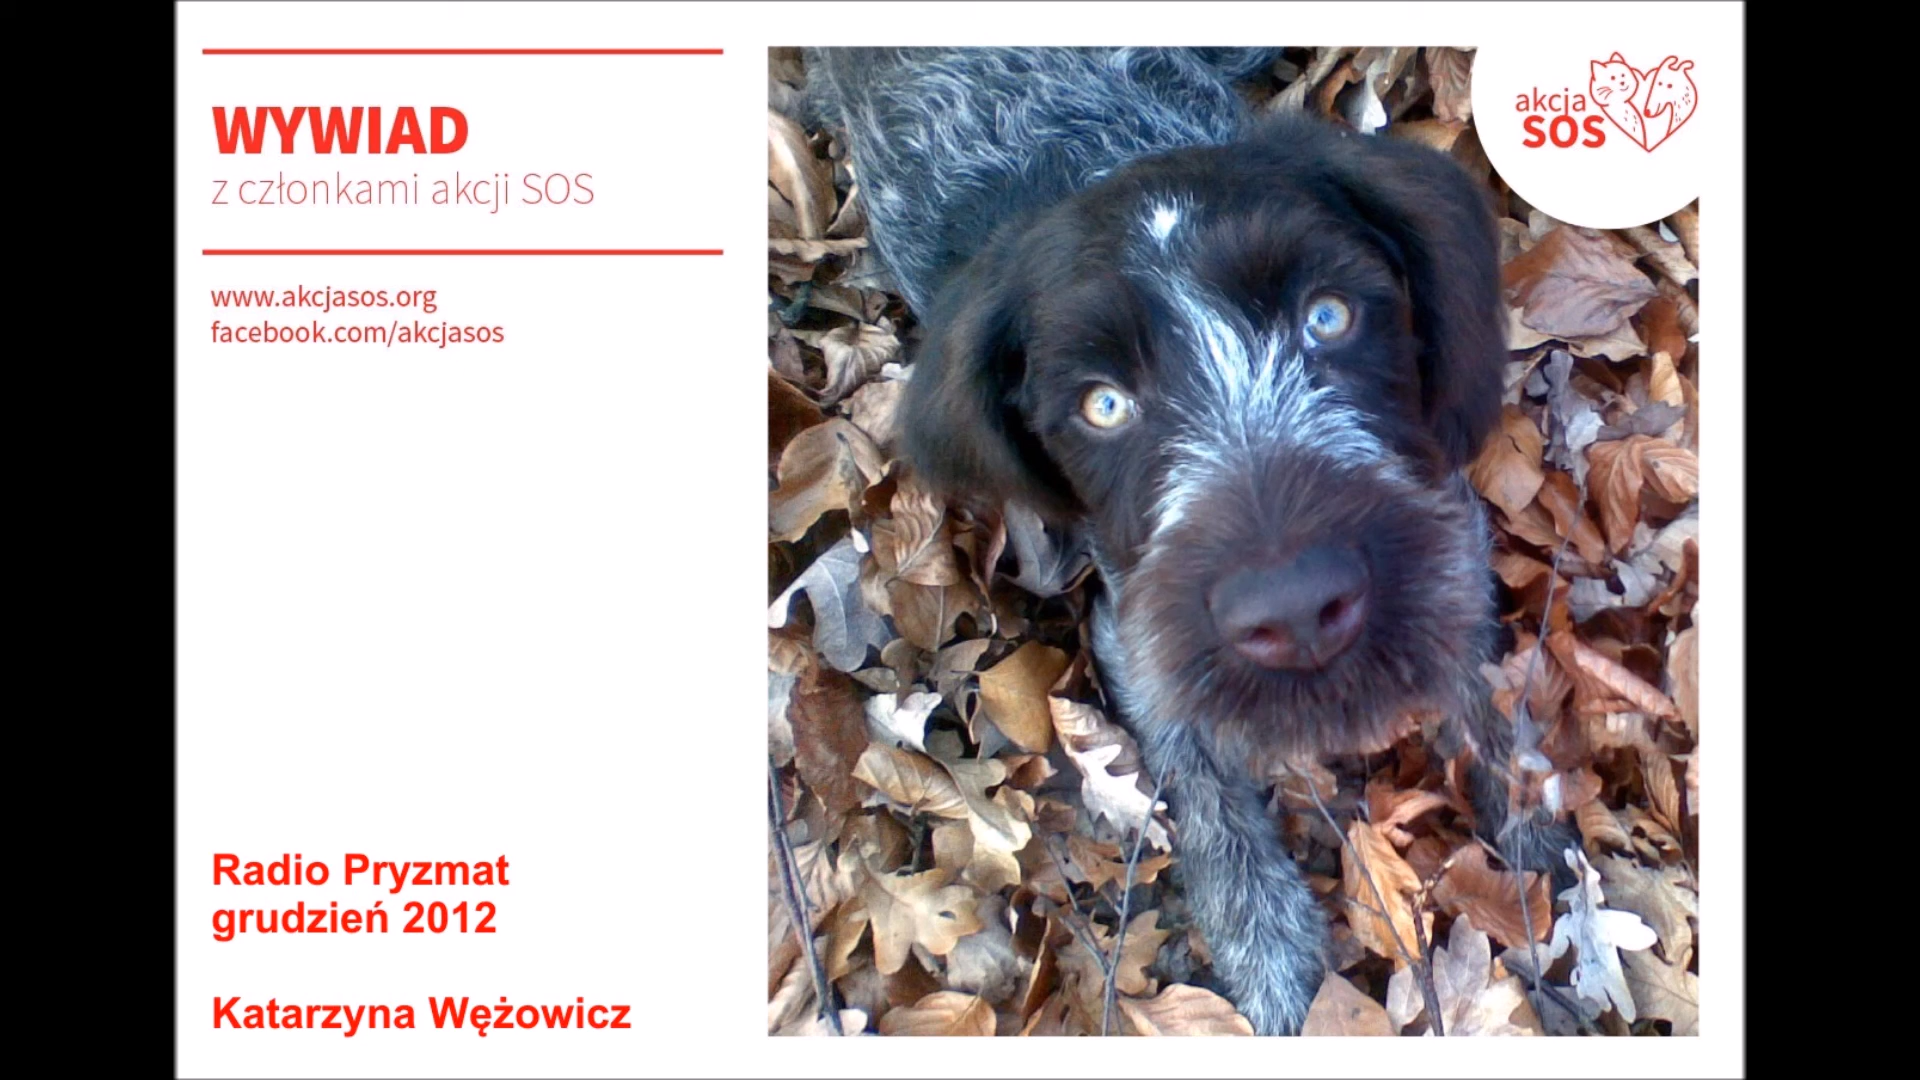 WYWIAD
z członkami akcji SOS
www.akcjasos.org
facebook.com/akcjasos
Radio Pryzmat
grudzień 2012
Katarzyna Wężowicz
akcja
SOS